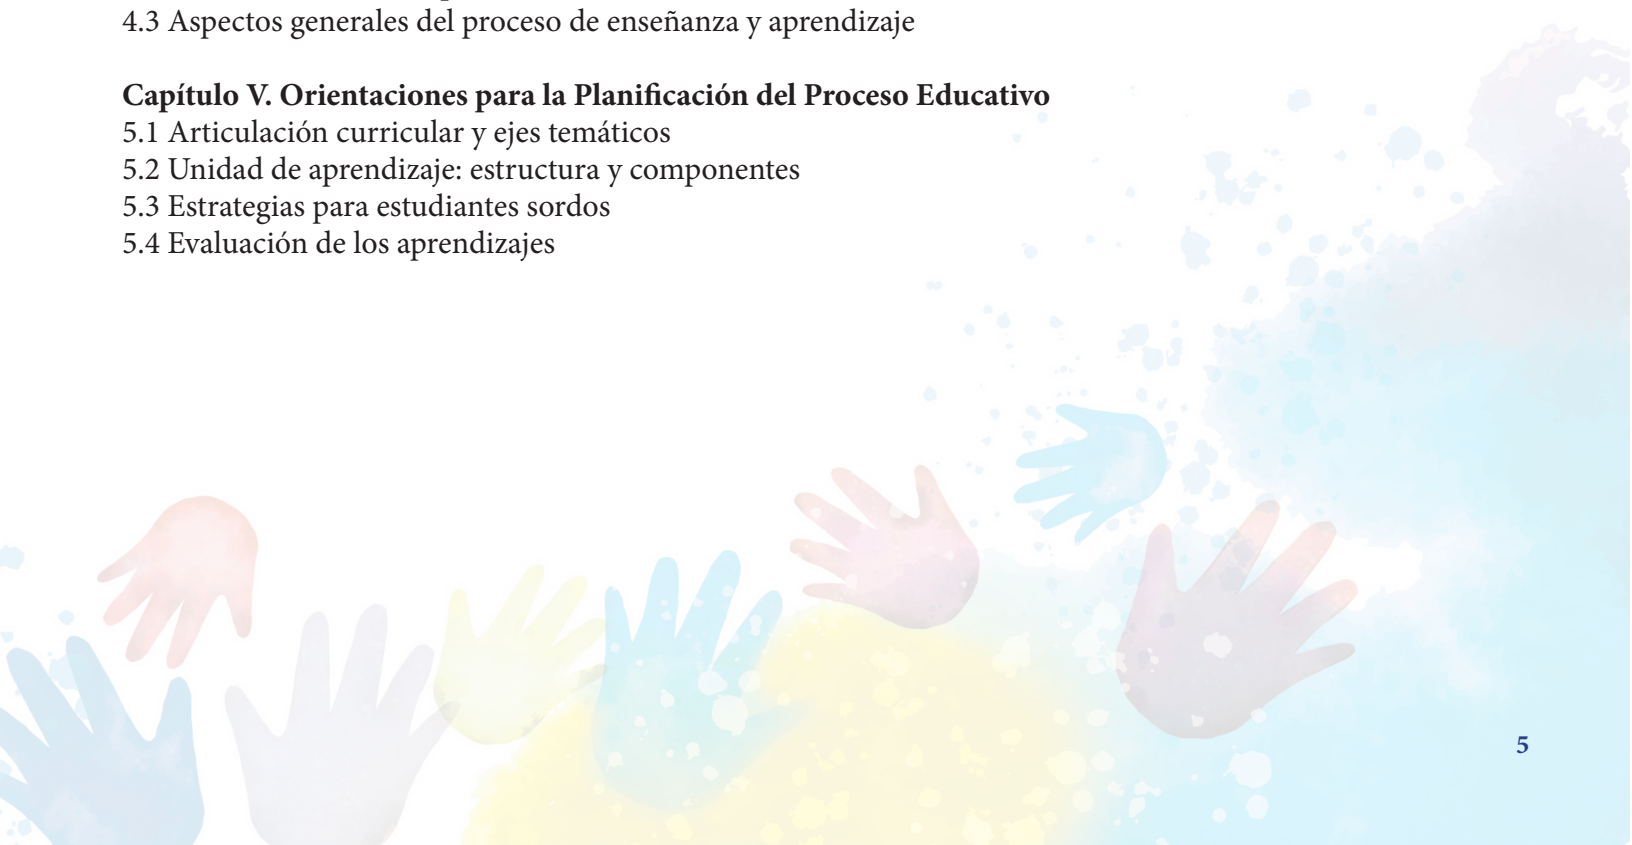 4.3 Aspectos generales del proceso de enseñanza y aprendizaje
Capítulo V. Orientaciones para la Planificación del Proceso Educativo
5.1 Articulación curricular y ejes temáticos
5.2 Unidad de aprendizaje: estructura y componentes
5.3 Estrategias para estudiantes sordos
5.4 Evaluación de los aprendizajes
5